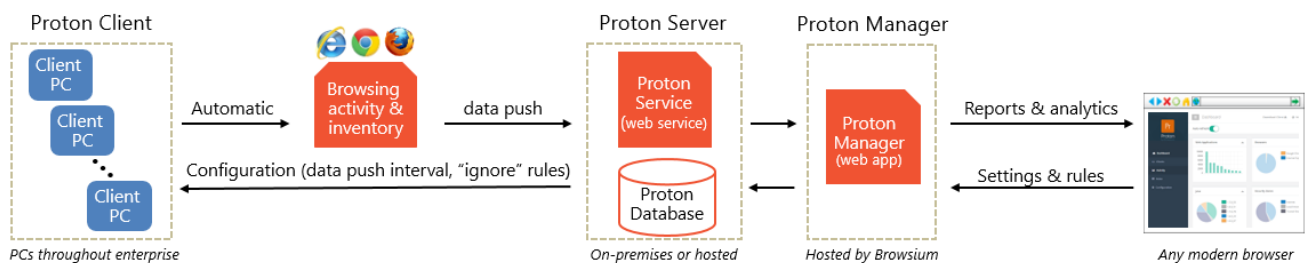 Proton Client
Proton Server
Proton Manager
Client
PC
Client
PC
Client
PC
Automatic
Browsing
activity &
inventory
data push
Configuration (data push interval, “ignore” rules)
Proton
Service
(web service)
Proton
Database
Proton
Manager
(web app)
Reports & analytics
Settings & rules
Dashboard
PCs throughout enterprise
On-premises or hosted
Hosted by Browsium
Any modern browser